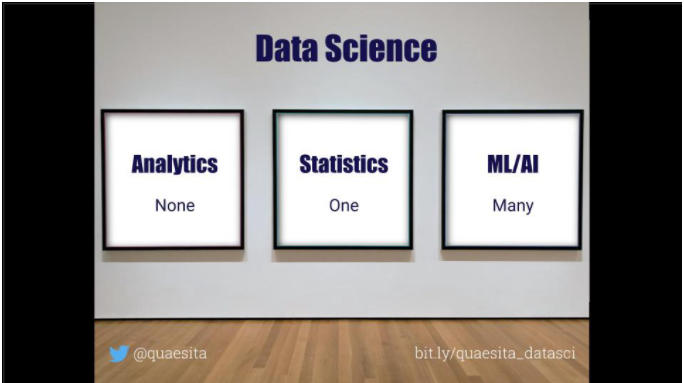 Data Science
Analytics
None
Statistics
One
ML/AI
Many
@quaesita
bit.ly/quaesita_datasci